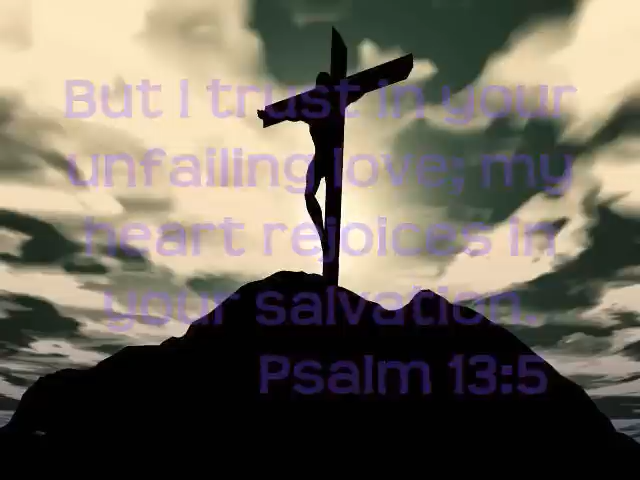 But I trust in your
unfailing love; my
heart rejoices in
your salvation.
Psalm 13:5